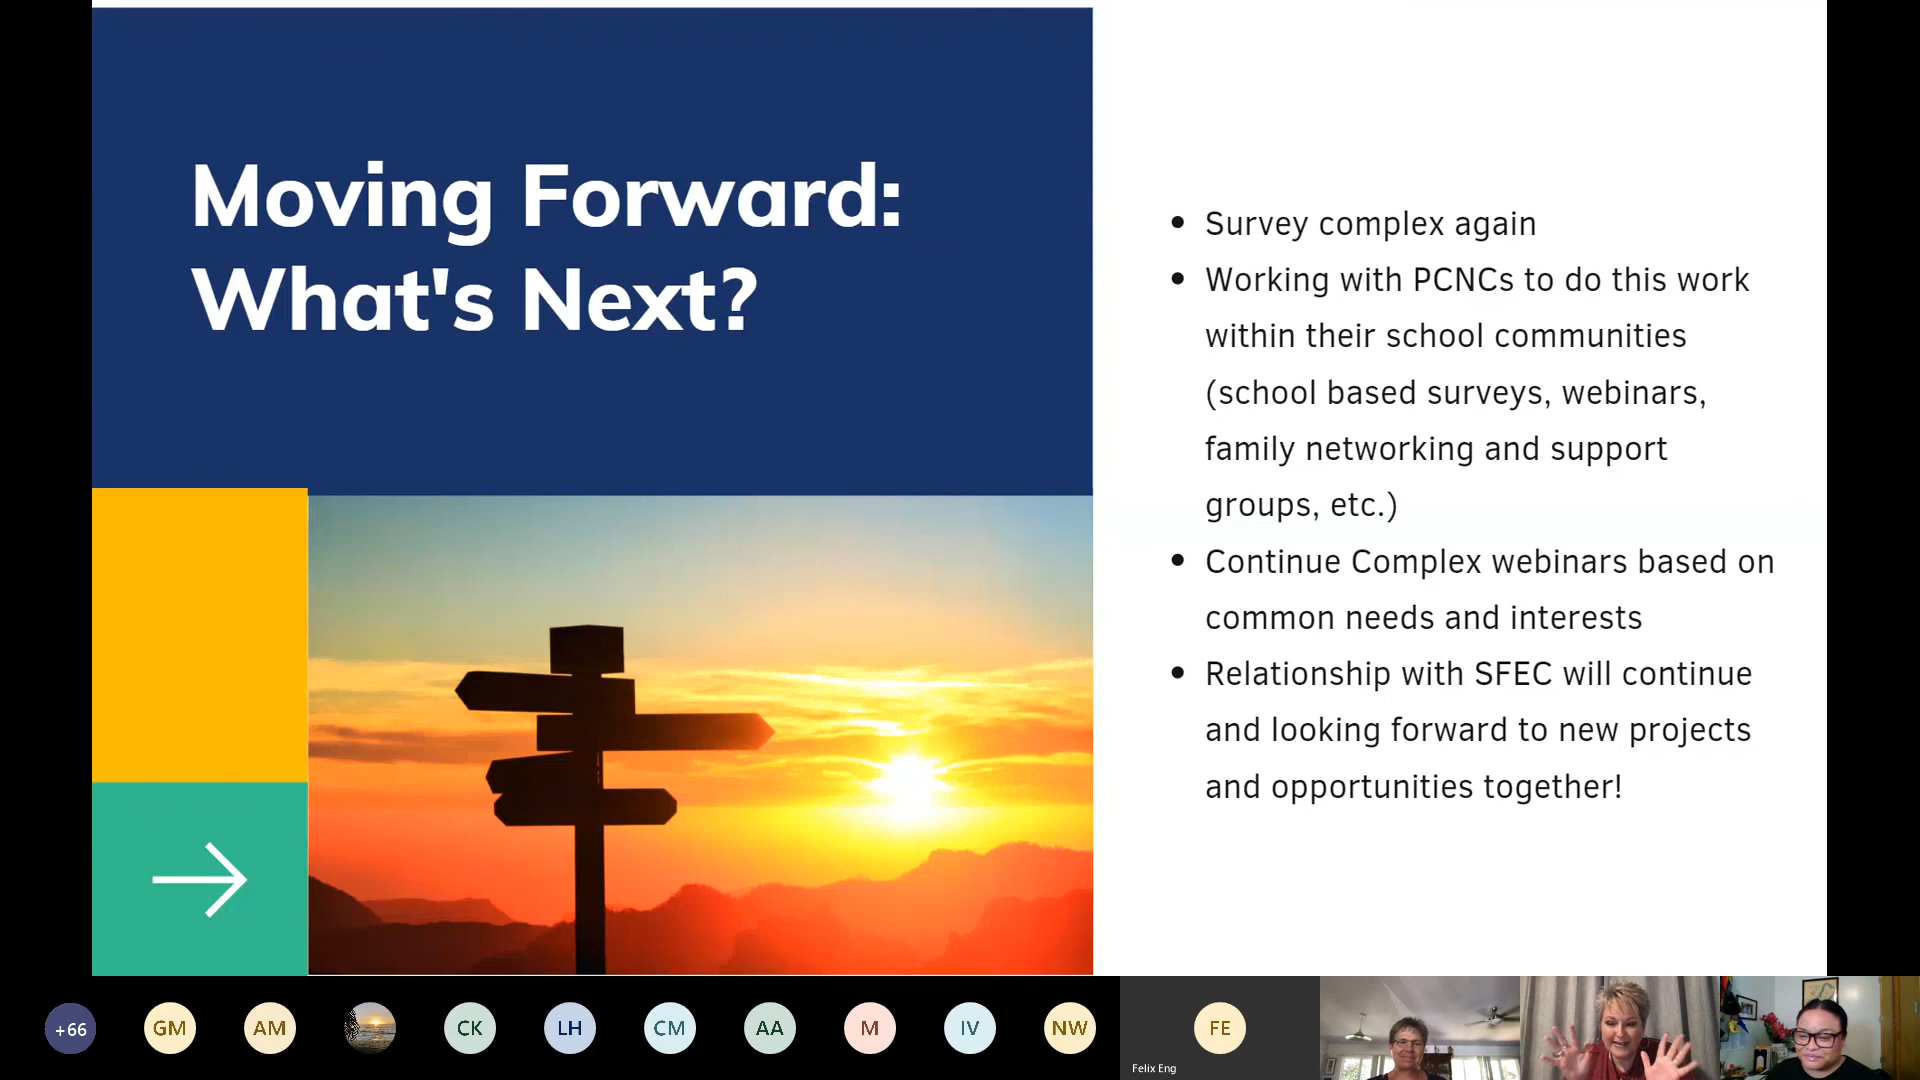 Moving Forward:
What's Next?
• Survey complex again
• Working with PCNCs to do this work
within their school communities
(school based surveys, webinars,
family networking and support
groups, etc.)
• Continue Complex webinars based on
common needs and interests
• Relationship with SFEC will continue
and looking forward to new projects
and opportunities together!
+66
GM
AM
CK
LH
CM
AA
M
IV
NW
FE
Felix Eng